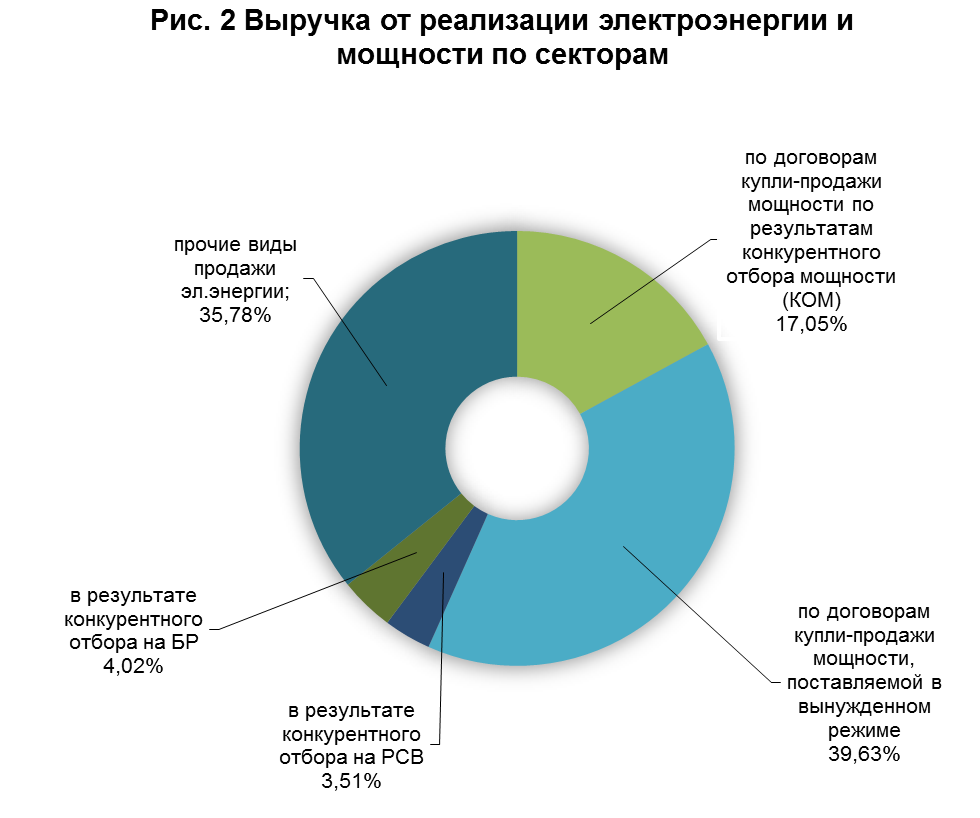 Рис. 2 Выручка от реализации электроэнергии и
мощности по секторам
по договорам
купли-продажи
мощности по
результатам
конкурентного
отбора мощности
(КОМ)
17,05%
прочие виды
продажи
эл.энергии;
35,78%
в результате
конкурентного
отбора на БР
4,02%
по договорам
купли-продажи
мощности,
поставляемой в
вынужденном
режиме
39,63%
в результате
конкурентного
отбора на РСВ
3,51%